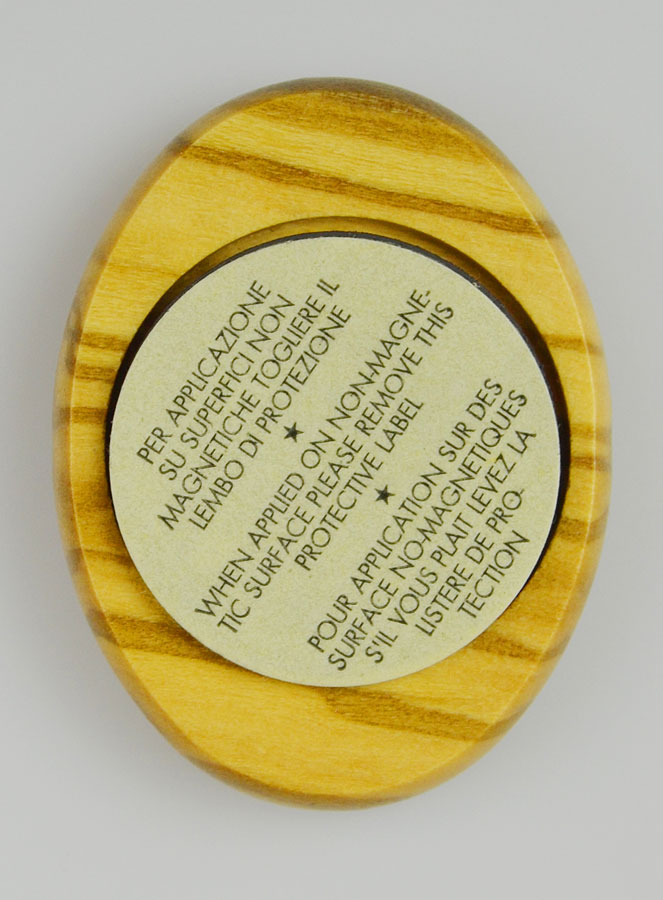 PER APPLICAZIONE
SU SUPERFICI NON
MAGNETICHE TOGLIERE IL
LEMBO DI PROTEZIONE
★
WHEN APPLIED ON NON-MAGNE-
TIC SURFACE PLEASE REMOVE THIS
PROTECTIVE LABEL
★
POUR APPLICATION SUR DES
SURFACE NO-MAGNETIQUES
S'IL VOUS PLAIT LEVEZ LA
LISTERE DE PRO-
TECTION